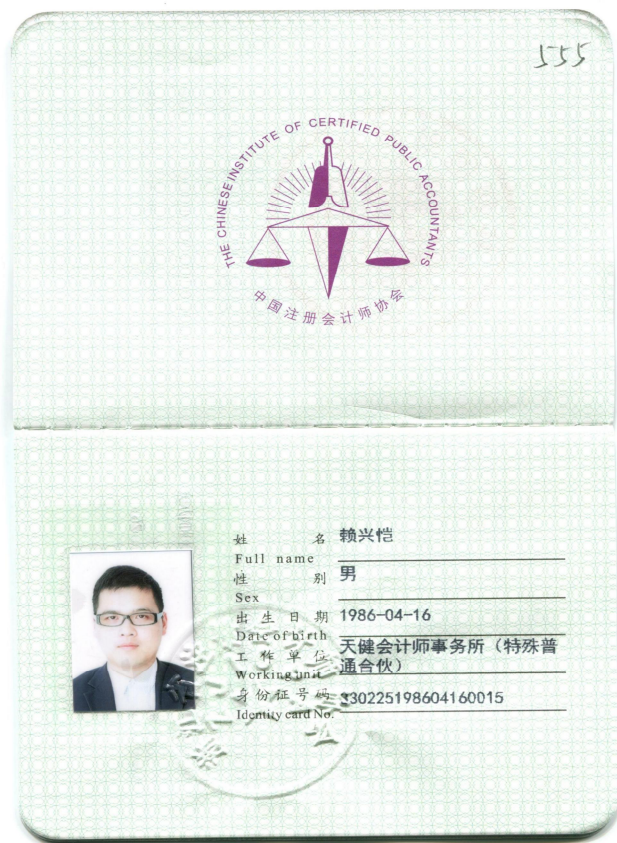 555
THE CHINESE INSTITUTE OF CERTIFIED PUBLIC ACCOUNTANTS
中国注册会计师协会
姓 名 赖兴恺
Full name
性 别 男
Sex
出 生 日 期 1986-04-16
Date of birth
工 作 单 位 天健会计师事务所（特殊普
通合伙）
Working unit
身 份 证 号 码 330225198604160015
Identity card No.